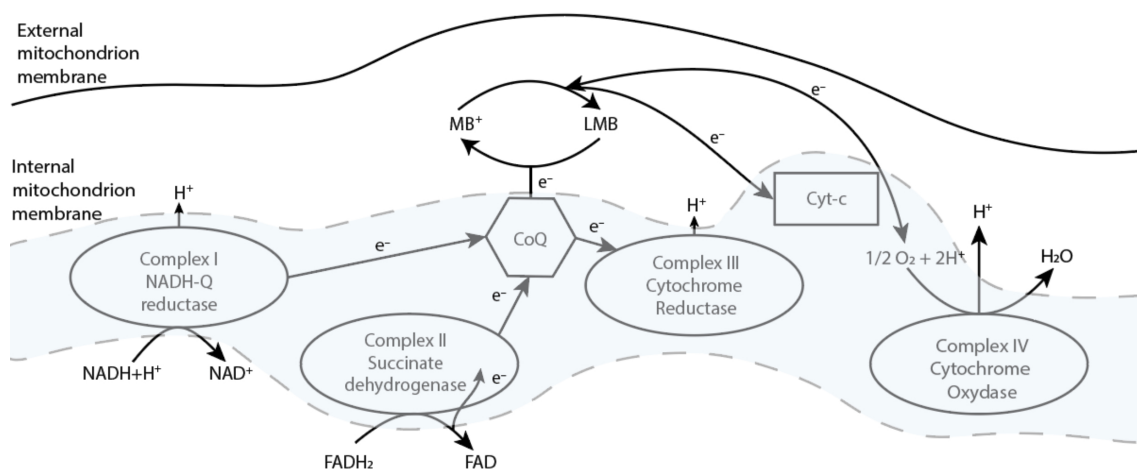 External
mitochondrion
membrane
e⁻
MB⁺
LMB
e⁻
Internal
mitochondrion
membrane
H⁺
e⁻
H⁺
Cyt-c
H⁺
e⁻
CoQ
e⁻
Complex I
NADH-Q
reductase
Complex III
Cytochrome
Reductase
1/2 O₂ + 2H⁺
H₂O
e⁻
Complex II
Succinate
dehydrogenase
e⁻
Complex IV
Cytochrome
Oxydase
NADH+H⁺
NAD⁺
FADH₂
FAD